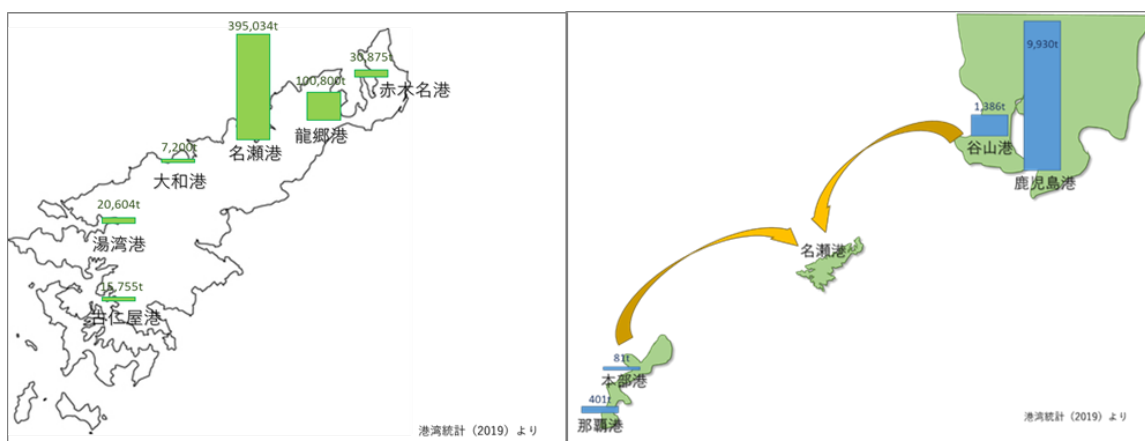 395,034t
30,875t
100,800t
赤木名港
龍郷港
名瀬港
7,200t
大和港
20,604t
湯湾港
15,755t
古仁屋港
港湾統計（2019）より
9,930t
1,386t
谷山港
鹿児島港
名瀬港
81t
本部港
401t
那覇港
港湾統計（2019）より